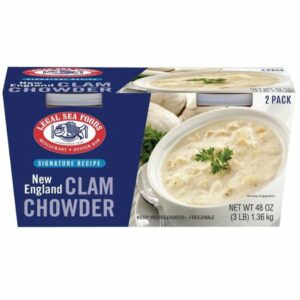 LEGAL SEA FOODS
RESTAURANT • OYSTER BAR
SIGNATURE RECIPE
New
England CLAM
CHOWDER
2 PACK
KEEP REFRIGERATED - FREEZABLE
NET WT 48 OZ
(3 LB) 1.36 kg